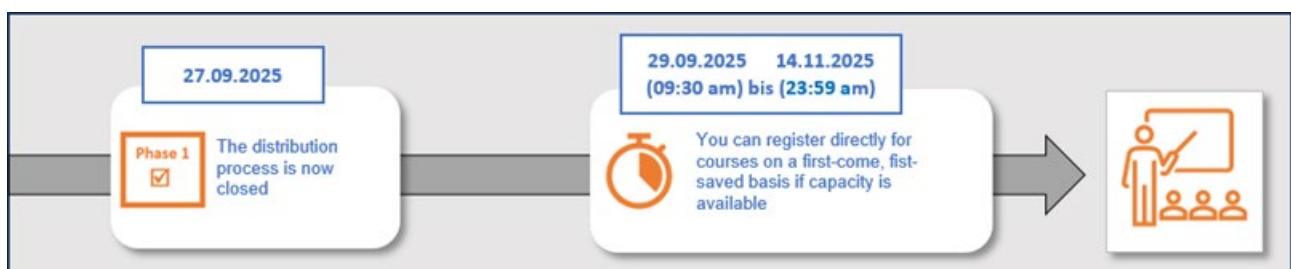 27.09.2025
Phase 1
The distribution
process is now
closed
29.09.2025 14.11.2025
(09:30 am) bis (23:59 am)
You can register directly for
courses on a first-come, fist-
saved basis if capacity is
available